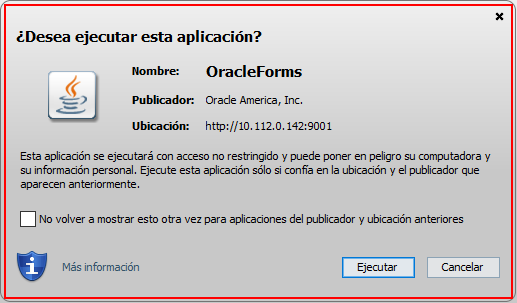 ¿Desea ejecutar esta aplicación?
Nombre: OracleForms
Publicador: Oracle America, Inc.
Ubicación: http://10.112.0.142:9001
Esta aplicación se ejecutará con acceso no restringido y puede poner en peligro su computadora y
su información personal. Ejecute esta aplicación sólo si confía en la ubicación y el publicador que
aparecen anteriormente.
No volver a mostrar esto otra vez para aplicaciones del publicador y ubicación anteriores
Más información
Ejecutar Cancelar